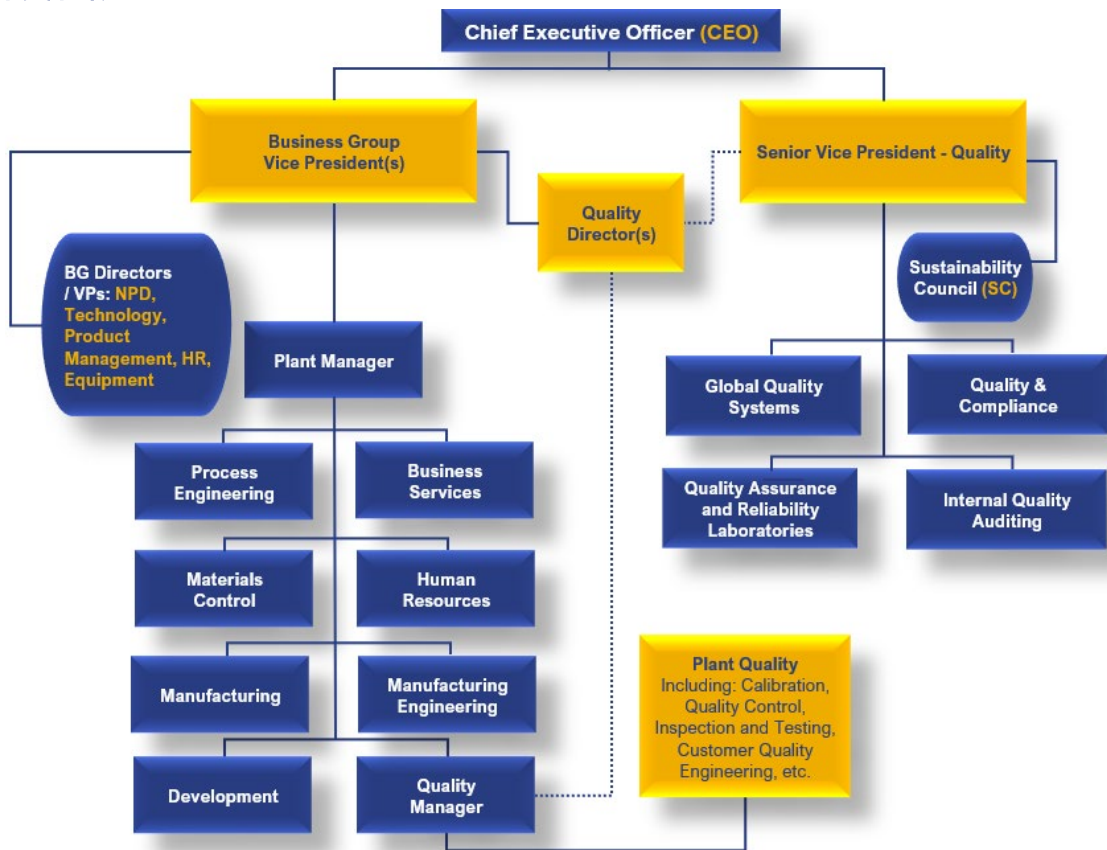 Chief Executive Officer (CEO)
Business Group
Vice President(s)
Senior Vice President - Quality
Quality
Director(s)
BG Directors
/ VPs: NPD,
Technology,
Product
Management, HR,
Equipment
Sustainability
Council (SC)
Plant Manager
Global Quality
Systems
Quality &
Compliance
Process
Engineering
Business
Services
Quality Assurance
and Reliability
Laboratories
Internal Quality
Auditing
Materials
Control
Human
Resources
Manufacturing
Manufacturing
Engineering
Plant Quality
Including: Calibration,
Quality Control,
Inspection and Testing,
Customer Quality
Engineering, etc.
Development
Quality
Manager